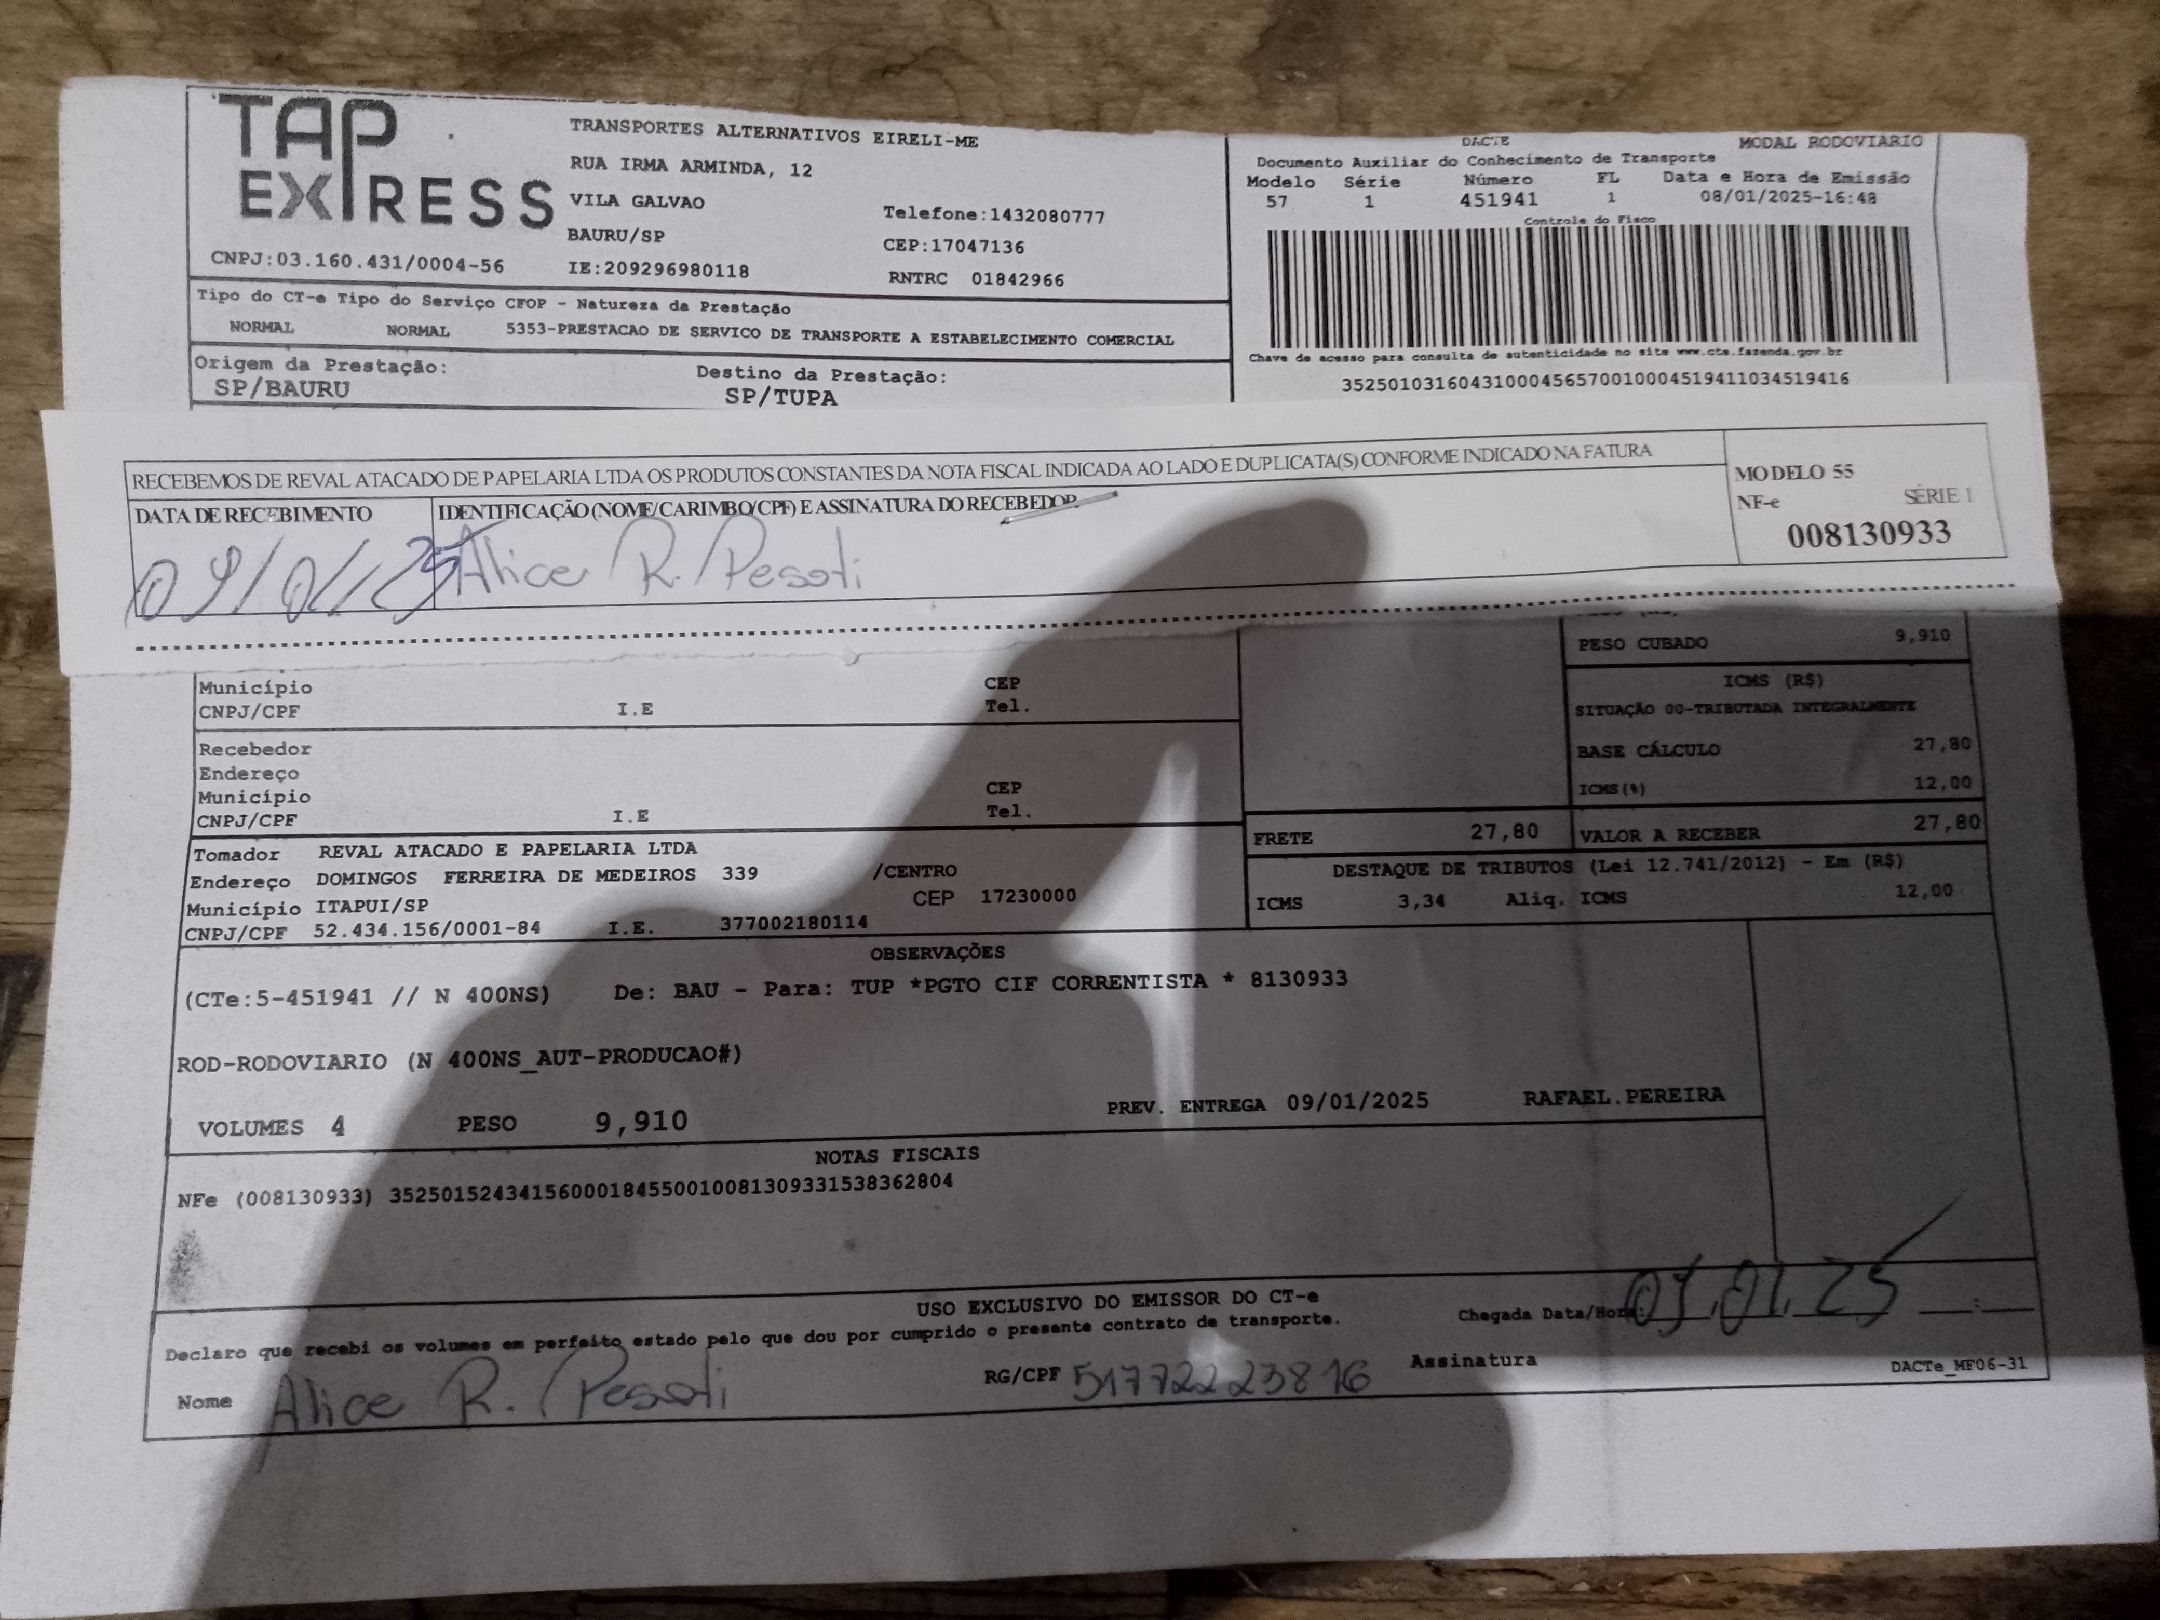 TAP EXPRESS
TRANSPORTES ALTERNATIVOS EIRELI-ME
RUA IRMA ARMINDA, 12
VILA GALVAO Telefone:1432080777
BAURU/SP CEP:17047136
CNPJ:03.160.431/0004-56 IE:209296980118 RNTRC 01842966
DACTE MODAL RODOVIARIO
Documento Auxiliar do Conhecimento de Transporte
Modelo Série Número FL Data e Hora de Emissão
57 1 451941 1 08/01/2025-16:48
Controle do Fisco
Chave de acesso para consulta de autenticidade no site www.cte.fazenda.gov.br
35250103160431000456570010004519411034519416
Tipo do CT-e Tipo do Serviço CFOP - Natureza da Prestação
NORMAL NORMAL 5353-PRESTACAO DE SERVICO DE TRANSPORTE A ESTABELECIMENTO COMERCIAL
Origem da Prestação: Destino da Prestação:
SP/BAURU SP/TUPA
RECEBEMOS DE REVAL ATACADO DE PAPELARIA LTDA OS PRODUTOS CONSTANTES DA NOTA FISCAL INDICADA AO LADO E DUPLICATA(S) CONFORME INDICADO NA FATURA
MODELO 55
NF-e SÉRIE 1
008130933
DATA DE RECEBIMENTO IDENTIFICAÇÃO (NOME/CARIMBO/CPF) E ASSINATURA DO RECEBEDOR
09/01/25 Alice R. Pesoti
PESO CUBADO 9,910
Município CEP
CNPJ/CPF I.E Tel.
ICMS (R$)
SITUAÇÃO 00-TRIBUTADA INTEGRALMENTE
BASE CÁLCULO 27,80
ICMS(%) 12,00
Recebedor
Endereço
Município CEP
CNPJ/CPF I.E Tel.
FRETE 27,80 VALOR A RECEBER 27,80
Tomador REVAL ATACADO E PAPELARIA LTDA
Endereço DOMINGOS FERREIRA DE MEDEIROS 339 /CENTRO
Município ITAPUI/SP CEP 17230000
CNPJ/CPF 52.434.156/0001-84 I.E. 377002180114
DESTAQUE DE TRIBUTOS (Lei 12.741/2012) - Em (R$)
ICMS 3,34 Aliq. ICMS 12,00
OBSERVAÇÕES
(CTe:5-451941 // N 400NS) De: BAU - Para: TUP *PGTO CIF CORRENTISTA * 8130933
ROD-RODOVIARIO (N 400NS_AUT-PRODUCAO#)
VOLUMES 4 PESO 9,910 PREV. ENTREGA 09/01/2025 RAFAEL.PEREIRA
NOTAS FISCAIS
NFe (008130933) 35250152434156000184550010081309331538362804
USO EXCLUSIVO DO EMISSOR DO CT-e
Declaro que recebi os volumes em perfeito estado pelo que dou por cumprido o presente contrato de transporte. Chegada Data/Hora: 09.01.25 __:__
Nome Alice R. Pesoti RG/CPF 51772223816 Assinatura DACTe_MF06-31